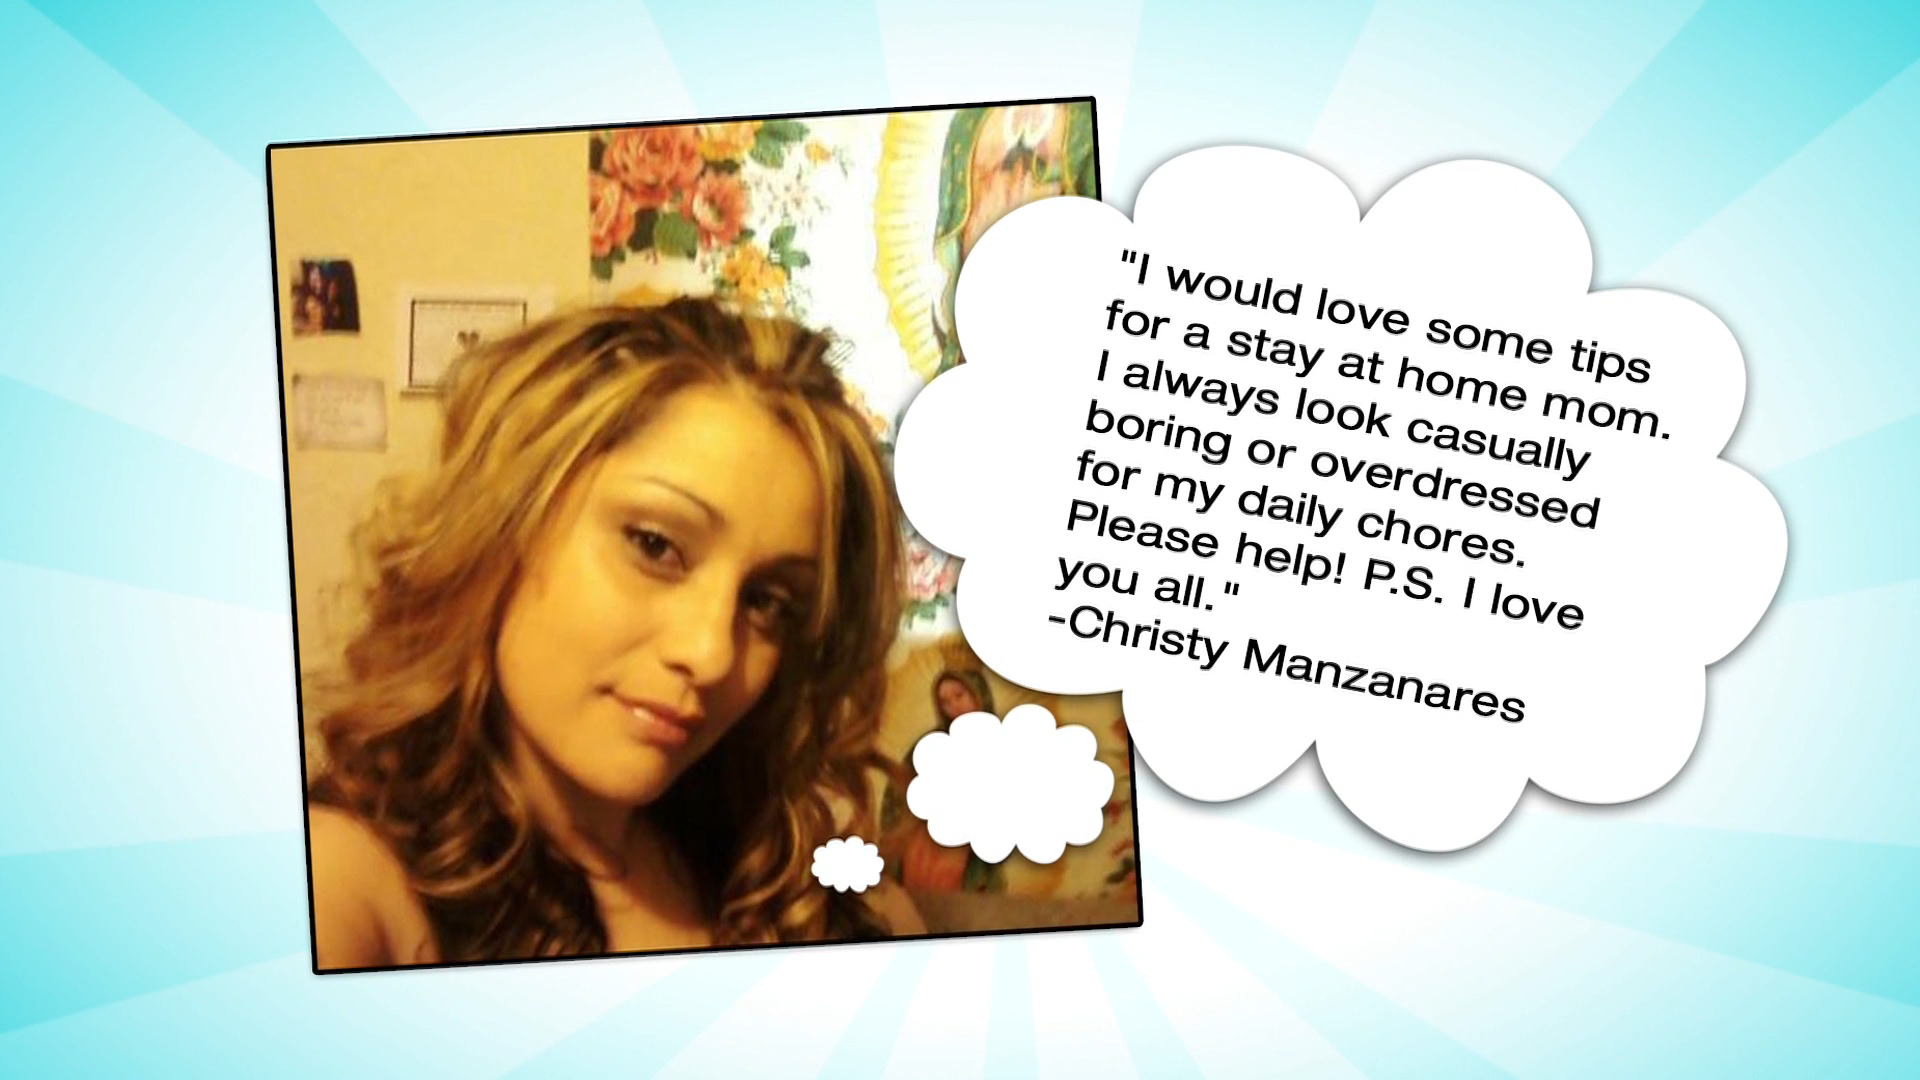 "I would love some tips
for a stay at home mom.
I always look casually
boring or overdressed
for my daily chores.
Please help! P.S. I love
you all."
-Christy Manzanares